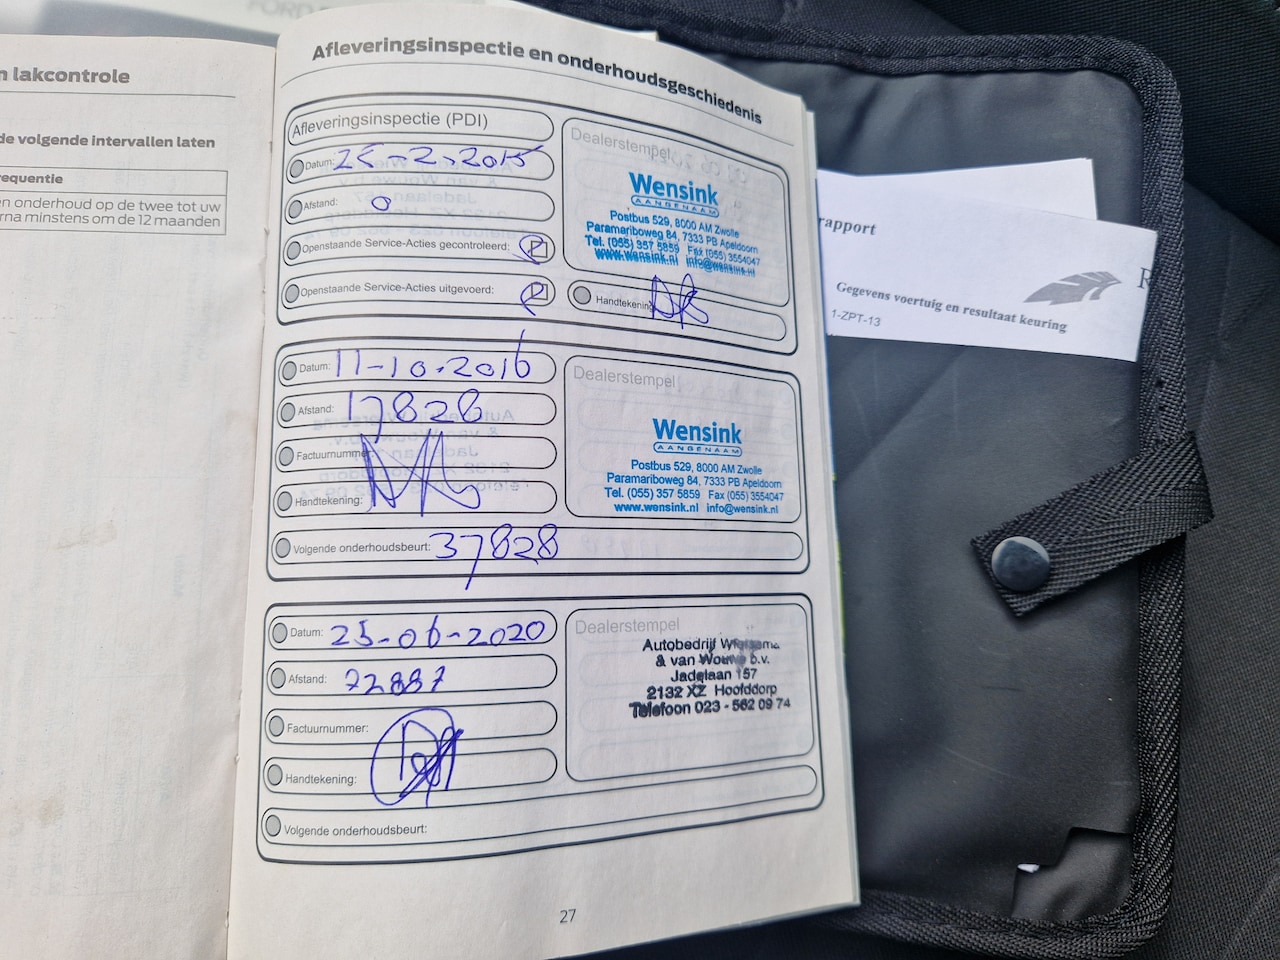 FORD
n lakcontrole
de volgende intervallen laten
equentie
en onderhoud op de twee tot uw
rna minstens om de 12 maanden
Afleveringsinspectie en onderhoudsgeschiedenis
Afleveringsinspectie (PDI)
Datum: 25-2-2015
Afstand: 0
Openstaande Service-Acties gecontroleerd:
Openstaande Service-Acties uitgevoerd:
Dealerstempel
Wensink
AANGENAAM
Postbus 529, 8000 AM Zwolle
Paramariboweg 84, 7333 PB Apeldoorn
Tel. (055) 357 5859 Fax (055) 3554047
www.wensink.nl info@wensink.nl
Handtekening
Datum: 11-10-2016
Afstand: 17828
Factuurnummer
Handtekening:
Volgende onderhoudsbeurt: 37828
Dealerstempel
Wensink
AANGENAAM
Postbus 529, 8000 AM Zwolle
Paramariboweg 84, 7333 PB Apeldoorn
Tel. (055) 357 5859 Fax (055) 3554047
www.wensink.nl info@wensink.nl
Datum: 25-06-2020
Afstand: 72887
Factuurnummer:
Handtekening:
Volgende onderhoudsbeurt:
Dealerstempel
Autobedrijf
& van Wouwe b.v.
Jadelaan 157
2132 XZ Hoofddorp
Telefoon 023 - 562 09 74
27
rapport
R
Gegevens voertuig en resultaat keuring
1-ZPT-13